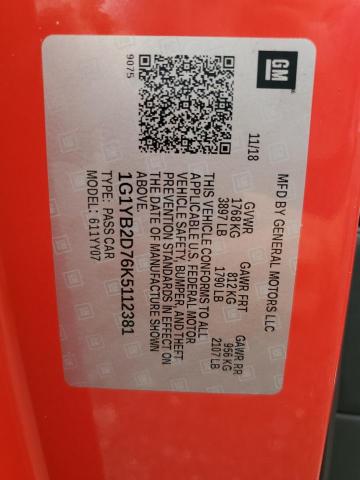 GM
MFD BY GENERAL MOTORS LLC
11/18 GVWR GAWR FRT GAWR RR
1768 KG 812 KG 956 KG
3897 LB 1790 LB 2107 LB
THIS VEHICLE CONFORMS TO ALL
APPLICABLE U.S. FEDERAL MOTOR
VEHICLE SAFETY, BUMPER, AND THEFT
PREVENTION STANDARDS IN EFFECT ON
THE DATE OF MANUFACTURE SHOWN
ABOVE.
1G1YB2D76K5112381
TYPE: PASS CAR
MODEL: 611YY07
9075